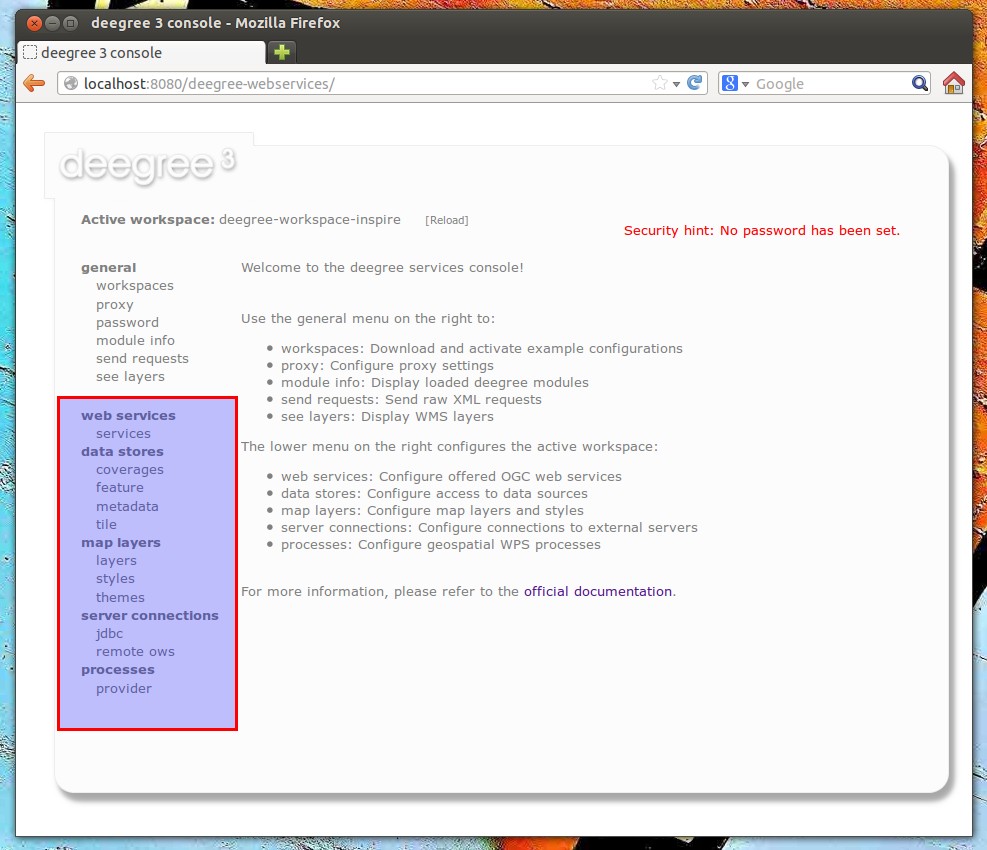 deegree 3 console - Mozilla Firefox
deegree 3 console
localhost:8080/deegree-webservices/
Google
deegree 3
Active workspace: deegree-workspace-inspire [Reload]
Security hint: No password has been set.
general
workspaces
proxy
password
module info
send requests
see layers
web services
services
data stores
coverages
feature
metadata
tile
map layers
layers
styles
themes
server connections
jdbc
remote ows
processes
provider
Welcome to the deegree services console!
Use the general menu on the right to:
workspaces: Download and activate example configurations
proxy: Configure proxy settings
module info: Display loaded deegree modules
send requests: Send raw XML requests
see layers: Display WMS layers
The lower menu on the right configures the active workspace:
web services: Configure offered OGC web services
data stores: Configure access to data sources
map layers: Configure map layers and styles
server connections: Configure connections to external servers
processes: Configure geospatial WPS processes
For more information, please refer to the official documentation.